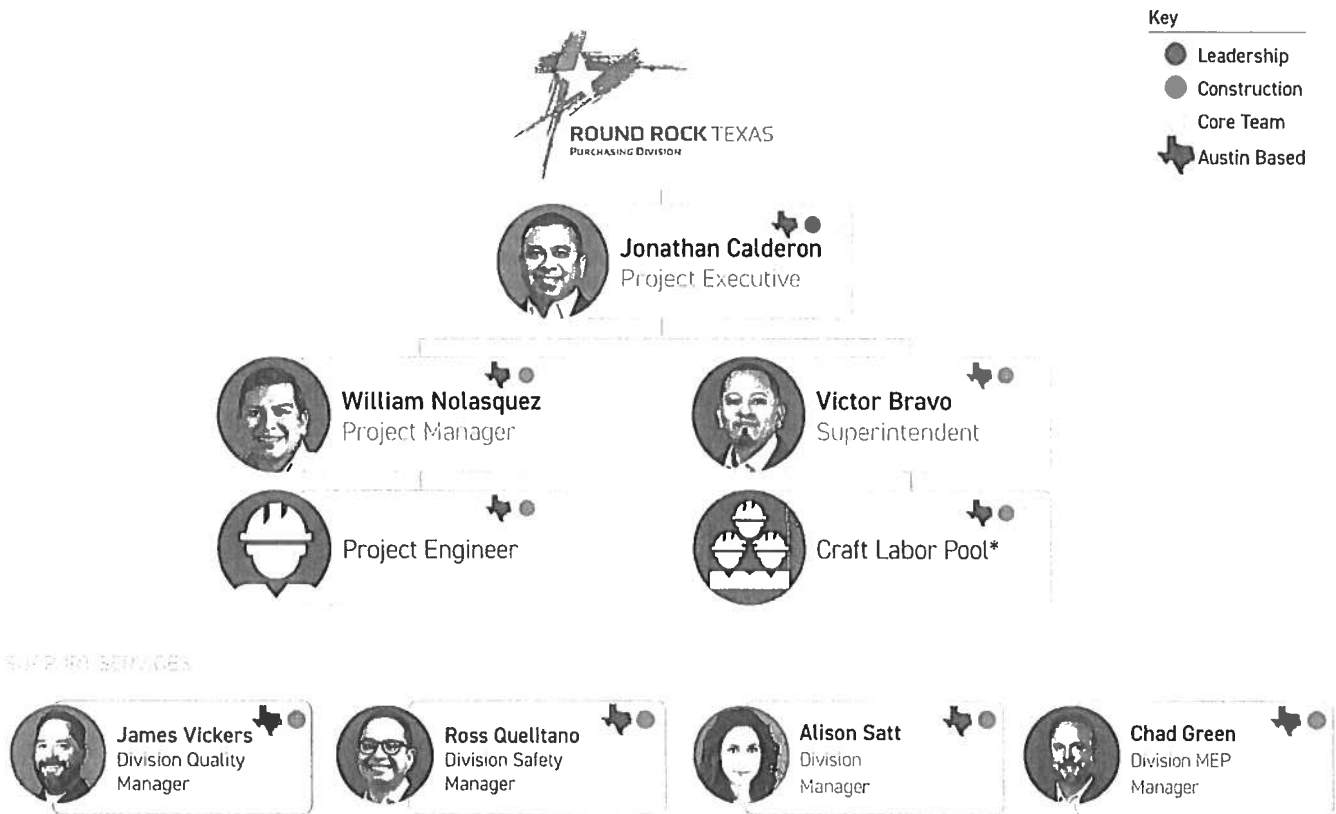 Key
Leadership
Construction
Core Team
Austin Based
ROUND ROCK TEXAS
PURCHASING DIVISION
Jonathan Calderon
Project Executive
William Nolasquez
Project Manager
Victor Bravo
Superintendent
Project Engineer
Craft Labor Pool*
SERVICES
James Vickers
Division Quality
Manager
Ross Quelltano
Division Safety
Manager
Alison Satt
Division
Manager
Chad Green
Division MEP
Manager